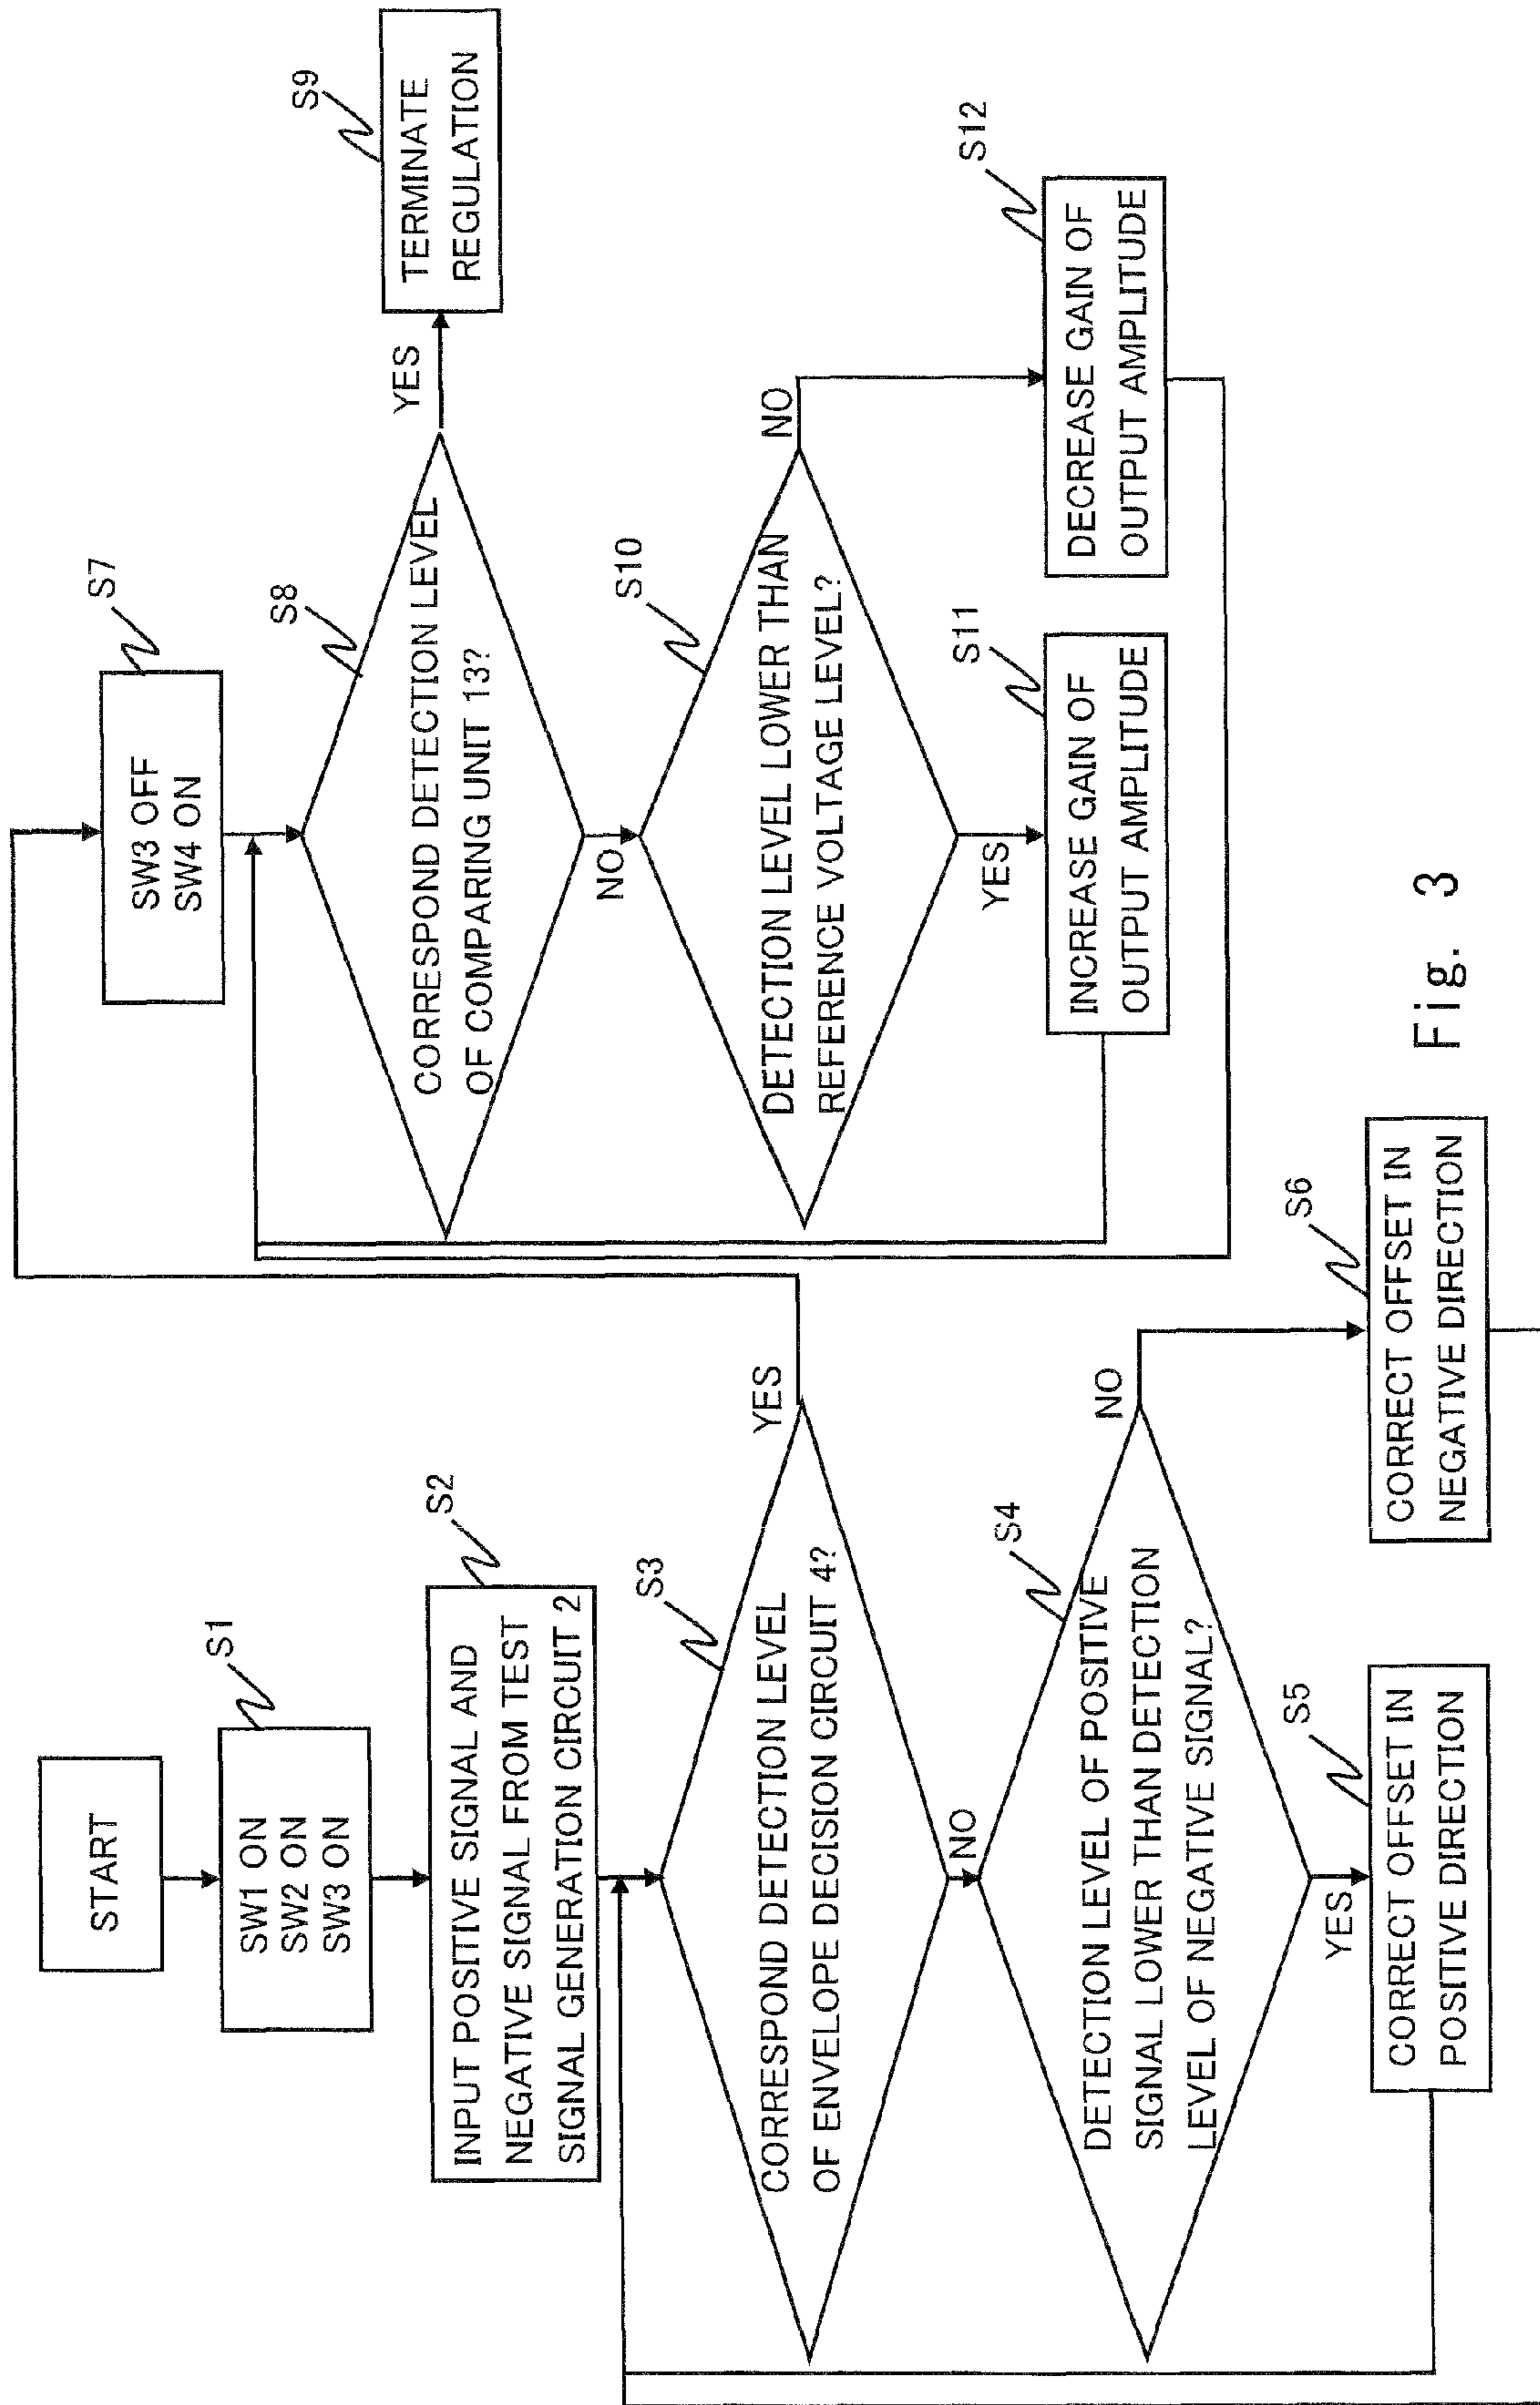 START
S1
SW1 ON
SW2 ON
SW3 ON
S2
INPUT POSITIVE SIGNAL AND
NEGATIVE SIGNAL FROM TEST
SIGNAL GENERATION CIRCUIT 2
S3
CORRESPOND DETECTION LEVEL
OF ENVELOPE DECISION CIRCUIT 4?
YES
NO
S4
DETECTION LEVEL OF POSITIVE
SIGNAL LOWER THAN DETECTION
LEVEL OF NEGATIVE SIGNAL?
NO
YES
S5
CORRECT OFFSET IN
POSITIVE DIRECTION
S6
CORRECT OFFSET IN
NEGATIVE DIRECTION
S7
SW3 OFF
SW4 ON
S8
CORRESPOND DETECTION LEVEL
OF COMPARING UNIT 13?
YES
S9
TERMINATE
REGULATION
NO
S10
DETECTION LEVEL LOWER THAN
REFERENCE VOLTAGE LEVEL?
NO
YES
S11
INCREASE GAIN OF
OUTPUT AMPLITUDE
S12
DECREASE GAIN OF
OUTPUT AMPLITUDE
Fig. 3